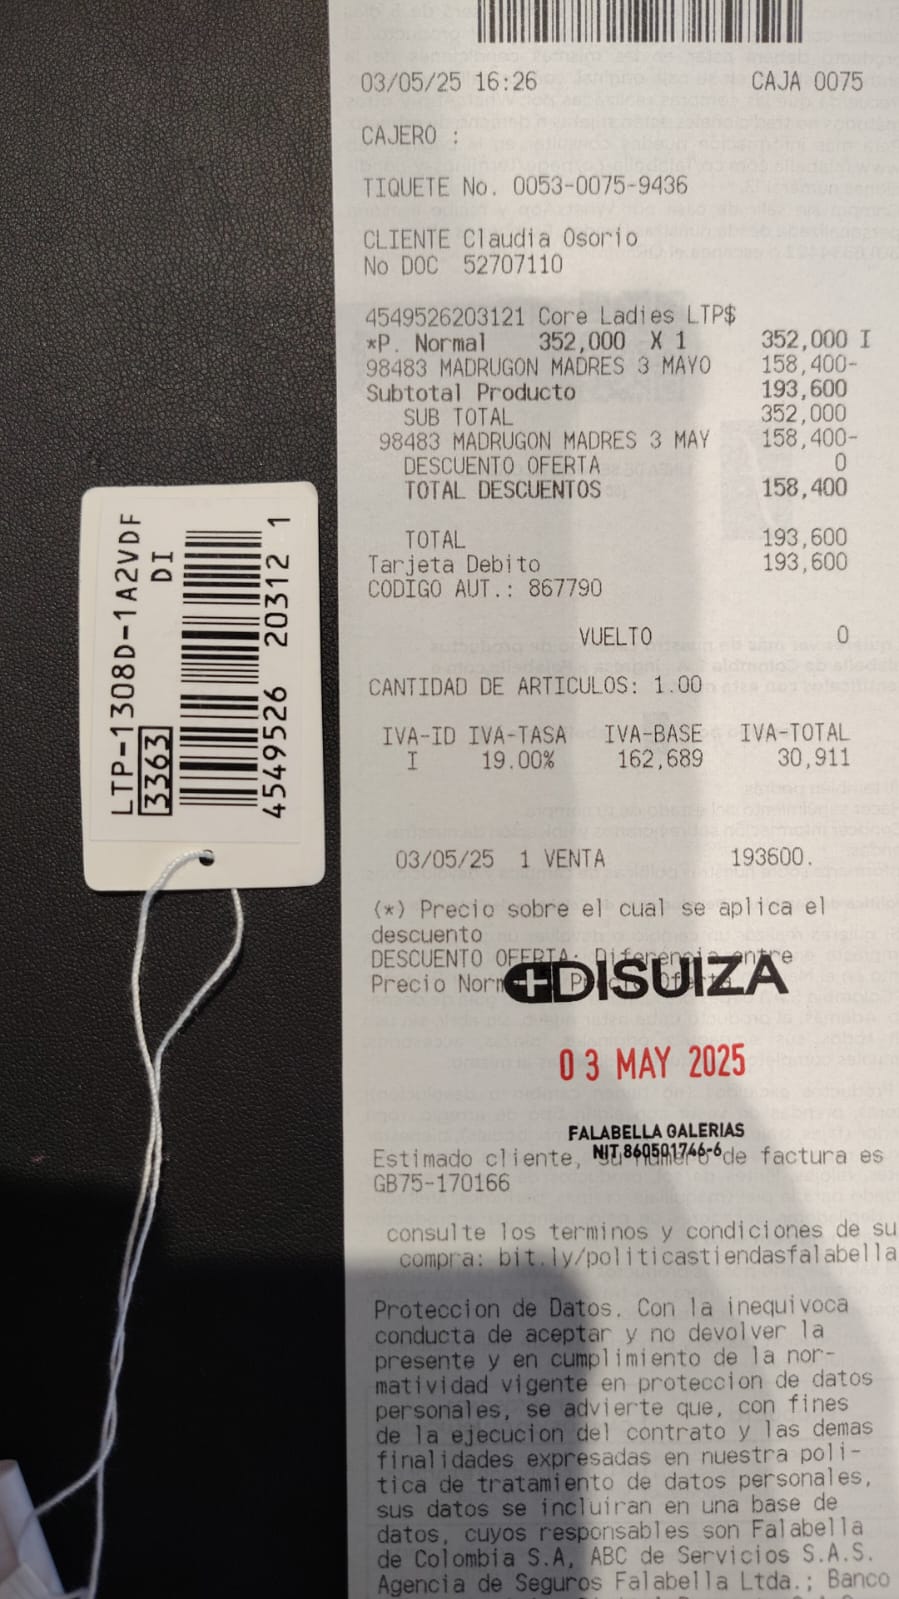 03/05/25 16:26 CAJA 0075
CAJERO :
TIQUETE No. 0053-0075-9436
CLIENTE Claudia Osorio
No DOC 52707110
4549526203121 Core Ladies LTP$
*P. Normal 352,000 X 1 352,000 I
98483 MADRUGON MADRES 3 MAYO 158,400-
Subtotal Producto 193,600
SUB TOTAL 352,000
98483 MADRUGON MADRES 3 MAY 158,400-
DESCUENTO OFERTA 0
TOTAL DESCUENTOS 158,400
TOTAL 193,600
Tarjeta Debito 193,600
CODIGO AUT.: 867790
VUELTO 0
CANTIDAD DE ARTICULOS: 1.00
IVA-ID IVA-TASA IVA-BASE IVA-TOTAL
I 19.00% 162,689 30,911
03/05/25 1 VENTA 193600.
(*) Precio sobre el cual se aplica el
descuento
DESCUENTO OFERTA: Diferencia entre
Precio Normal Precio Oferta
DISUIZA
03 MAY 2025
FALABELLA GALERIAS
NIT.860501746-6
Estimado cliente, su numero de factura es
GB75-170166
consulte los terminos y condiciones de su
compra: bit.ly/politicastiendasfalabella
Proteccion de Datos. Con la inequivoca
conducta de aceptar y no devolver la
presente y en cumplimiento de la nor-
matividad vigente en proteccion de datos
personales, se advierte que, con fines
de la ejecucion del contrato y las demas
finalidades expresadas en nuestra poli-
tica de tratamiento de datos personales,
sus datos se incluiran en una base de
datos, cuyos responsables son Falabella
de Colombia S.A, ABC de Servicios S.A.S.
Agencia de Seguros Falabella Ltda.; Banco
LTP-1308D-1A2VDF
DI
3363
4549526 20312 1